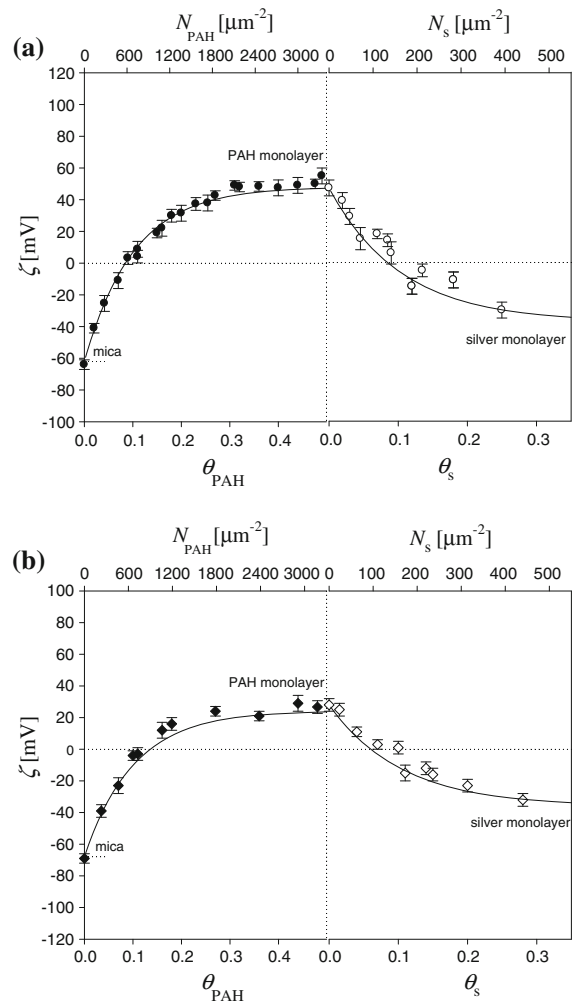 N_PAH [μm⁻²] N_s [μm⁻²]
(a) 0 600 1200 1800 2400 3000 0 100 200 300 400 500
120
100
80
60
PAH monolayer
40
20
0
ζ [mV]
-20
-40
-60
mica
silver monolayer
-80
-100
0.0 0.1 0.2 0.3 0.4 0.0 0.1 0.2 0.3
θ_PAH θ_s
N_PAH [μm⁻²] N_s [μm⁻²]
(b) 0 600 1200 1800 2400 3000 0 100 200 300 400 500
100
80
60
40
PAH monolayer
20
0
ζ [mV]
-20
-40
silver monolayer
-60
mica
-80
-100
-120
0.0 0.1 0.2 0.3 0.4 0.0 0.1 0.2 0.3
θ_PAH θ_s